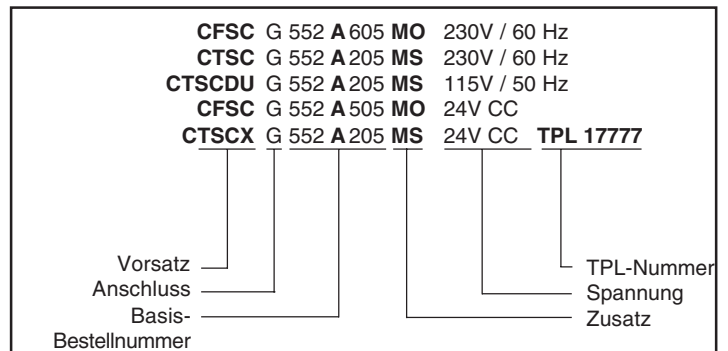 CFSC G 552 A 605 MO 230V / 60 Hz
CTSC G 552 A 205 MS 230V / 60 Hz
CTSCDU G 552 A 205 MS 115V / 50 Hz
CFSC G 552 A 505 MO 24V CC
CTSCX G 552 A 205 MS 24V CC TPL 17777
Vorsatz
Anschluss
Basis-
Bestellnummer
TPL-Nummer
Spannung
Zusatz